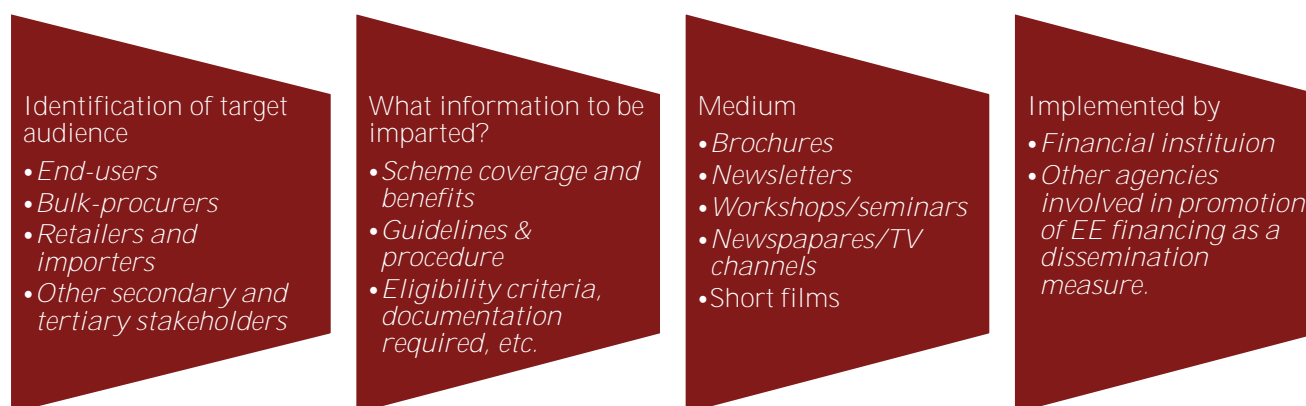 Identification of target
audience
•End-users
•Bulk-procurers
•Retailers and
importers
•Other secondary and
tertiary stakeholders
What information to be
imparted?
•Scheme coverage and
benefits
•Guidelines &
procedure
•Eligibility criteria,
documentation
required, etc.
Medium
•Brochures
•Newsletters
•Workshops/seminars
•Newspapares/TV
channels
•Short films
Implemented by
•Financial instituion
•Other agencies
involved in promotion
of EE financing as a
dissemination
measure.